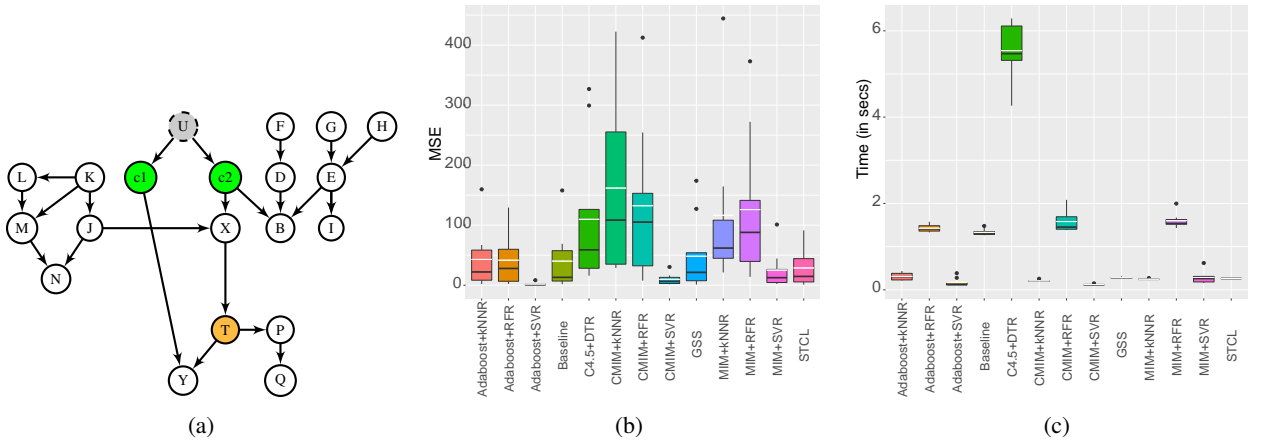 U
F
G
H
L
K
c1
c2
D
E
M
J
X
B
I
N
T
P
Y
Q
(a)
MSE
400
300
200
100
0
Adaboost+kNNR
Adaboost+RFR
Adaboost+SVR
Baseline
C4.5+DTR
CMIM+kNNR
CMIM+RFR
CMIM+SVR
GSS
MIM+kNNR
MIM+RFR
MIM+SVR
STCL
(b)
Time (in secs)
6
4
2
0
Adaboost+kNNR
Adaboost+RFR
Adaboost+SVR
Baseline
C4.5+DTR
CMIM+kNNR
CMIM+RFR
CMIM+SVR
GSS
MIM+kNNR
MIM+RFR
MIM+SVR
STCL
(c)